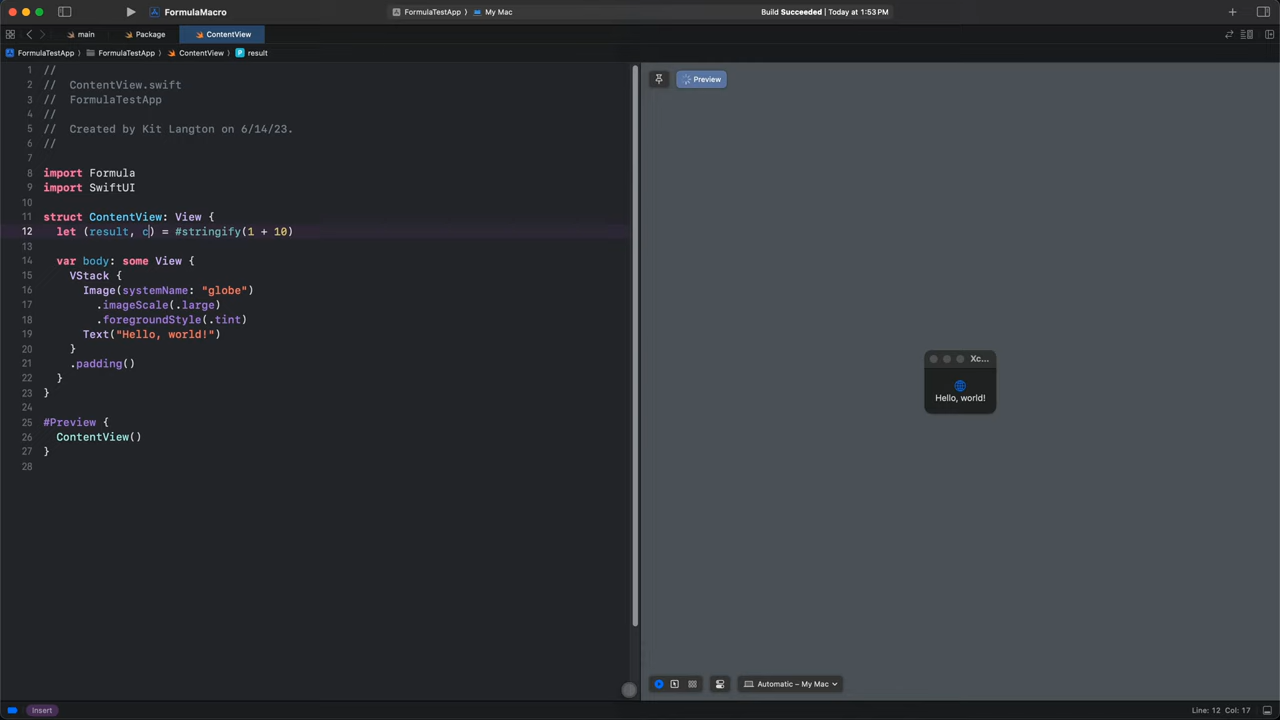 FormulaMacro
FormulaTestApp 〉 My Mac
Build Succeeded | Today at 1:53 PM
main
Package
ContentView
FormulaTestApp 〉 FormulaTestApp 〉 ContentView 〉 P result
1 //
2 //  ContentView.swift
3 //  FormulaTestApp
4 //
5 //  Created by Kit Langton on 6/14/23.
6 //
7
8 import Formula
9 import SwiftUI
10
11 struct ContentView: View {
12   let (result, c) = #stringify(1 + 10)
13
14   var body: some View {
15     VStack {
16       Image(systemName: "globe")
17         .imageScale(.large)
18         .foregroundStyle(.tint)
19       Text("Hello, world!")
20     }
21     .padding()
22   }
23 }
24
25 #Preview {
26   ContentView()
27 }
28
Preview
Xc...
Hello, world!
Automatic – My Mac
Insert
Line: 12 Col: 17